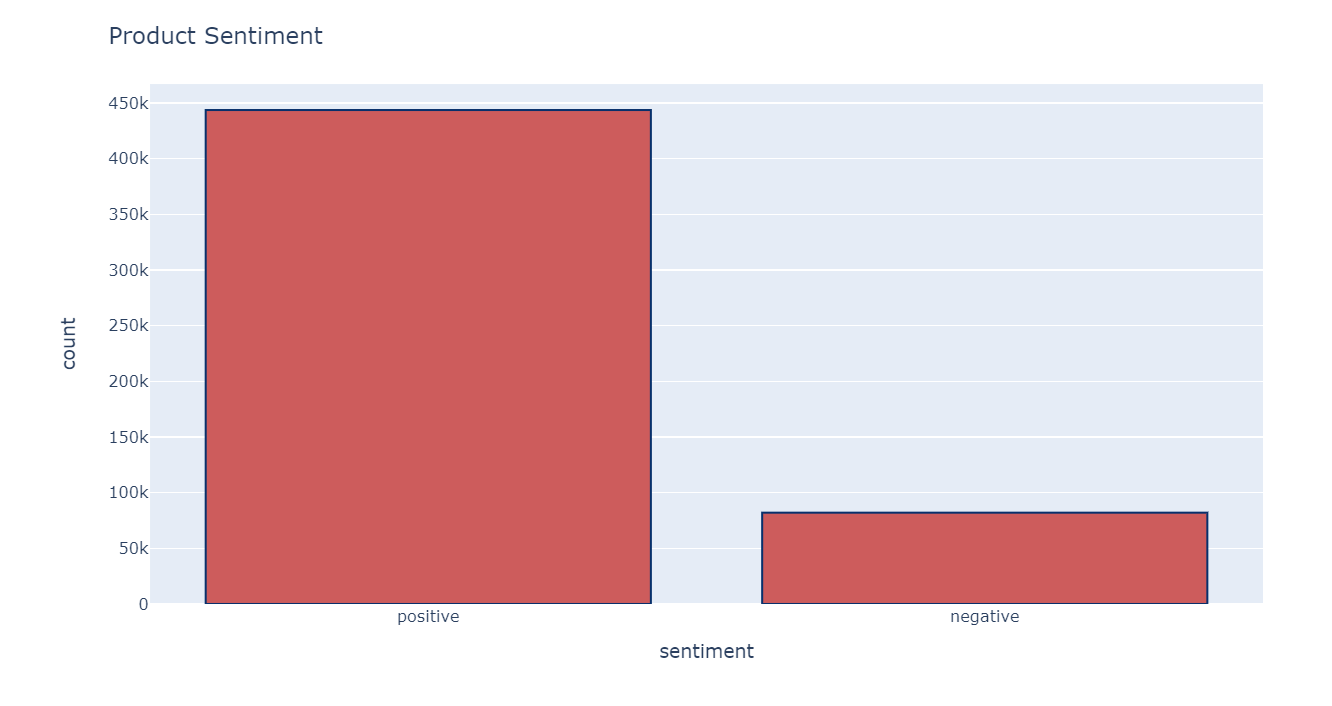 Product Sentiment
450k
400k
350k
300k
250k
200k
150k
100k
50k
0
count
positive negative
sentiment